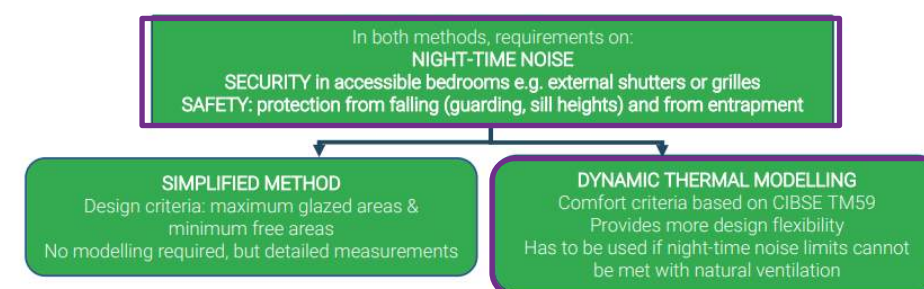 In both methods, requirements on:
NIGHT-TIME NOISE
SECURITY in accessible bedrooms e.g. external shutters or grilles
SAFETY: protection from falling (guarding, sill heights) and from entrapment
SIMPLIFIED METHOD
Design criteria: maximum glazed areas &
minimum free areas
No modelling required, but detailed measurements
DYNAMIC THERMAL MODELLING
Comfort criteria based on CIBSE TM59
Provides more design flexibility
Has to be used if night-time noise limits cannot
be met with natural ventilation